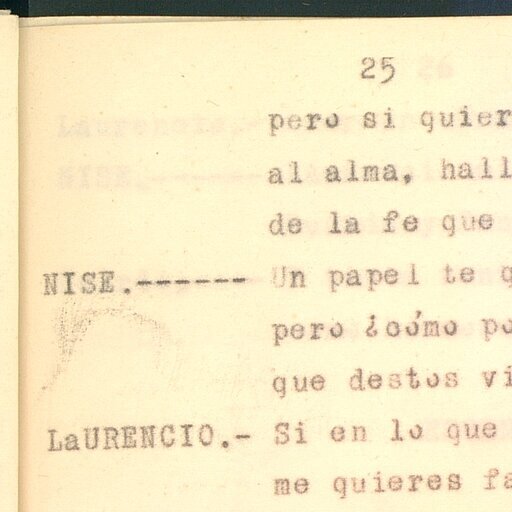 25
pero si quier
al alma, hall
de la fe que
NISE.------ Un papel te q
pero ¿cómo po
que destos vi
LaURENCIO.- Si en lo que
me quieres fa